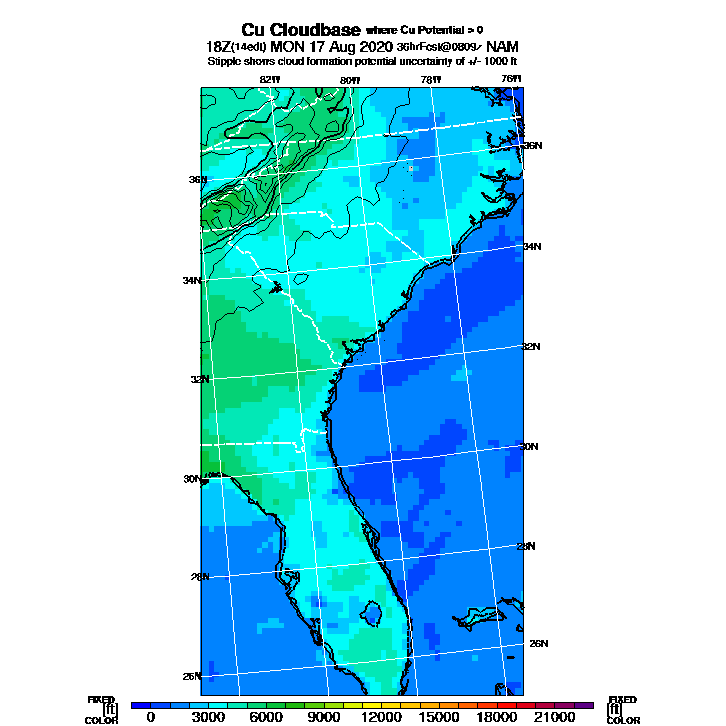 Cu Cloudbase where Cu Potential > 0
18Z(14edt) MON 17 Aug 2020 36hrFcst@0809z NAM
Stipple shows cloud formation potential uncertainty of +/- 1000 ft
82W 80W 78W 76W
36N
36N
34N
34N
32N
32N
30N
30N
28N
28N
26N
26N
FIXED FIXED
[ft] 0 3000 6000 9000 12000 15000 18000 21000 [ft]
COLOR COLOR